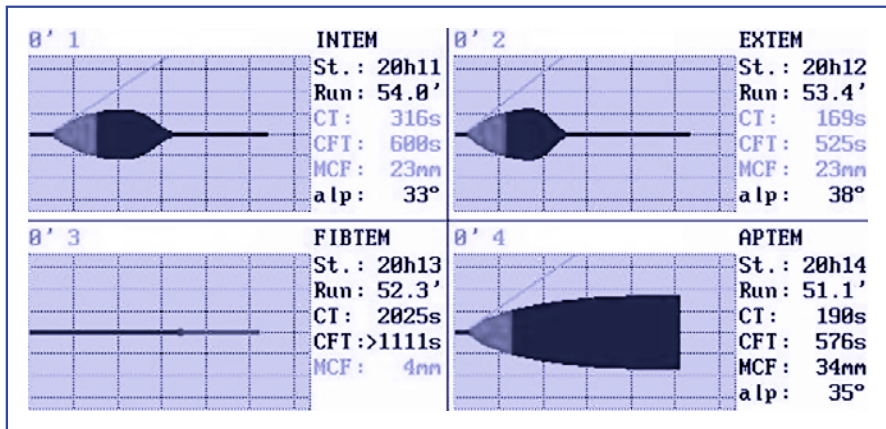 0' 1 INTEM
St.: 20h11
Run: 54.0'
CT: 316s
CFT: 600s
MCF: 23mm
alp: 33°
0' 2 EXTEM
St.: 20h12
Run: 53.4'
CT: 169s
CFT: 525s
MCF: 23mm
alp: 38°
0' 3 FIBTEM
St.: 20h13
Run: 52.3'
CT: 2025s
CFT:>1111s
MCF: 4mm
0' 4 APTEM
St.: 20h14
Run: 51.1'
CT: 190s
CFT: 576s
MCF: 34mm
alp: 35°